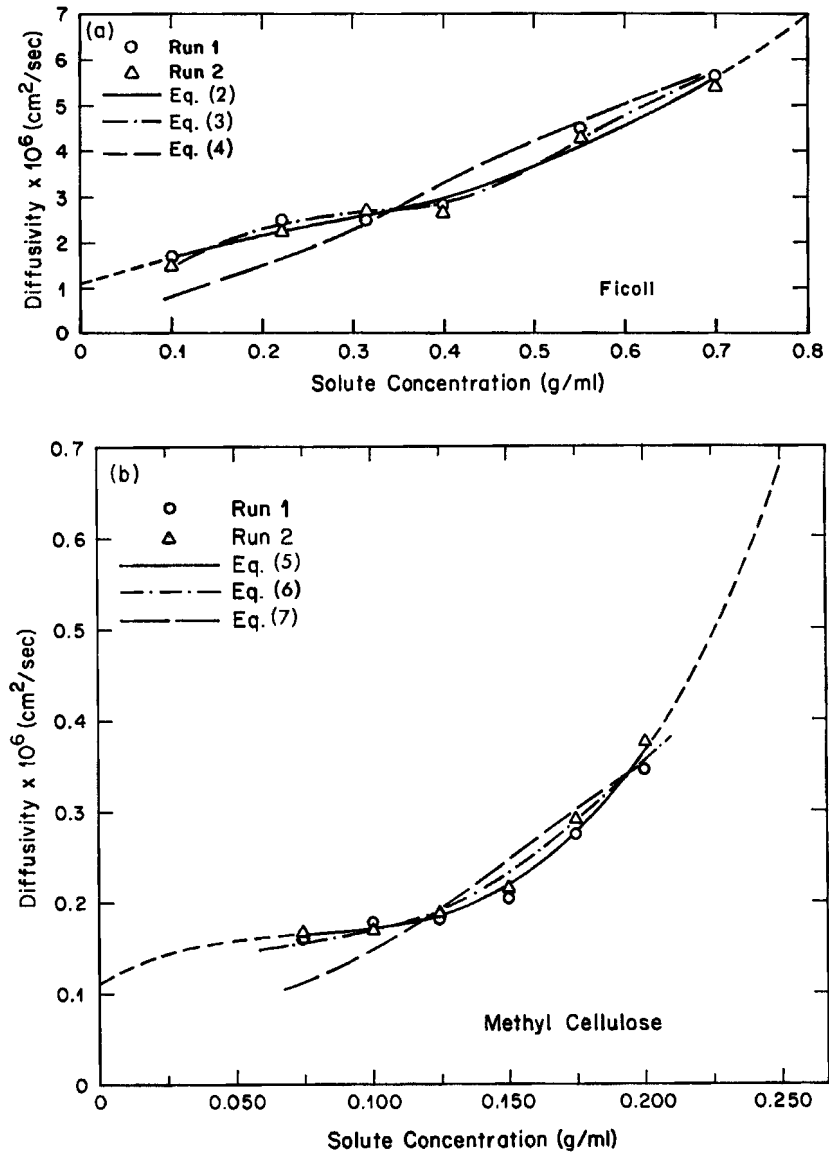 (a)
Run 1
Run 2
Eq. (2)
Eq. (3)
Eq. (4)
7
6
5
4
3
2
1
0
Diffusivity x 10⁶ (cm²/sec)
Ficoll
0 0.1 0.2 0.3 0.4 0.5 0.6 0.7 0.8
Solute Concentration (g/ml)
(b)
Run 1
Run 2
Eq. (5)
Eq. (6)
Eq. (7)
0.7
0.6
0.5
0.4
0.3
0.2
0.1
0
Diffusivity x 10⁶ (cm²/sec)
Methyl Cellulose
0 0.050 0.100 0.150 0.200 0.250
Solute Concentration (g/ml)